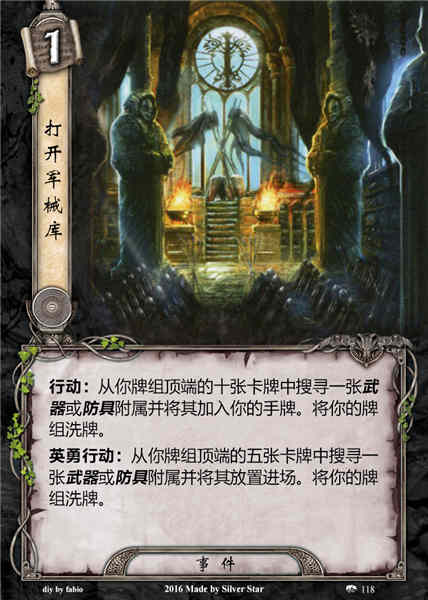 1
打开军械库
行动：从你牌组顶端的十张卡牌中搜寻一张武
器或防具附属并将其加入你的手牌。将你的牌
组洗牌。
英勇行动：从你牌组顶端的五张卡牌中搜寻一
张武器或防具附属并将其放置进场。将你的牌
组洗牌。
事件
diy by fabio
2016 Made by Silver Star
118